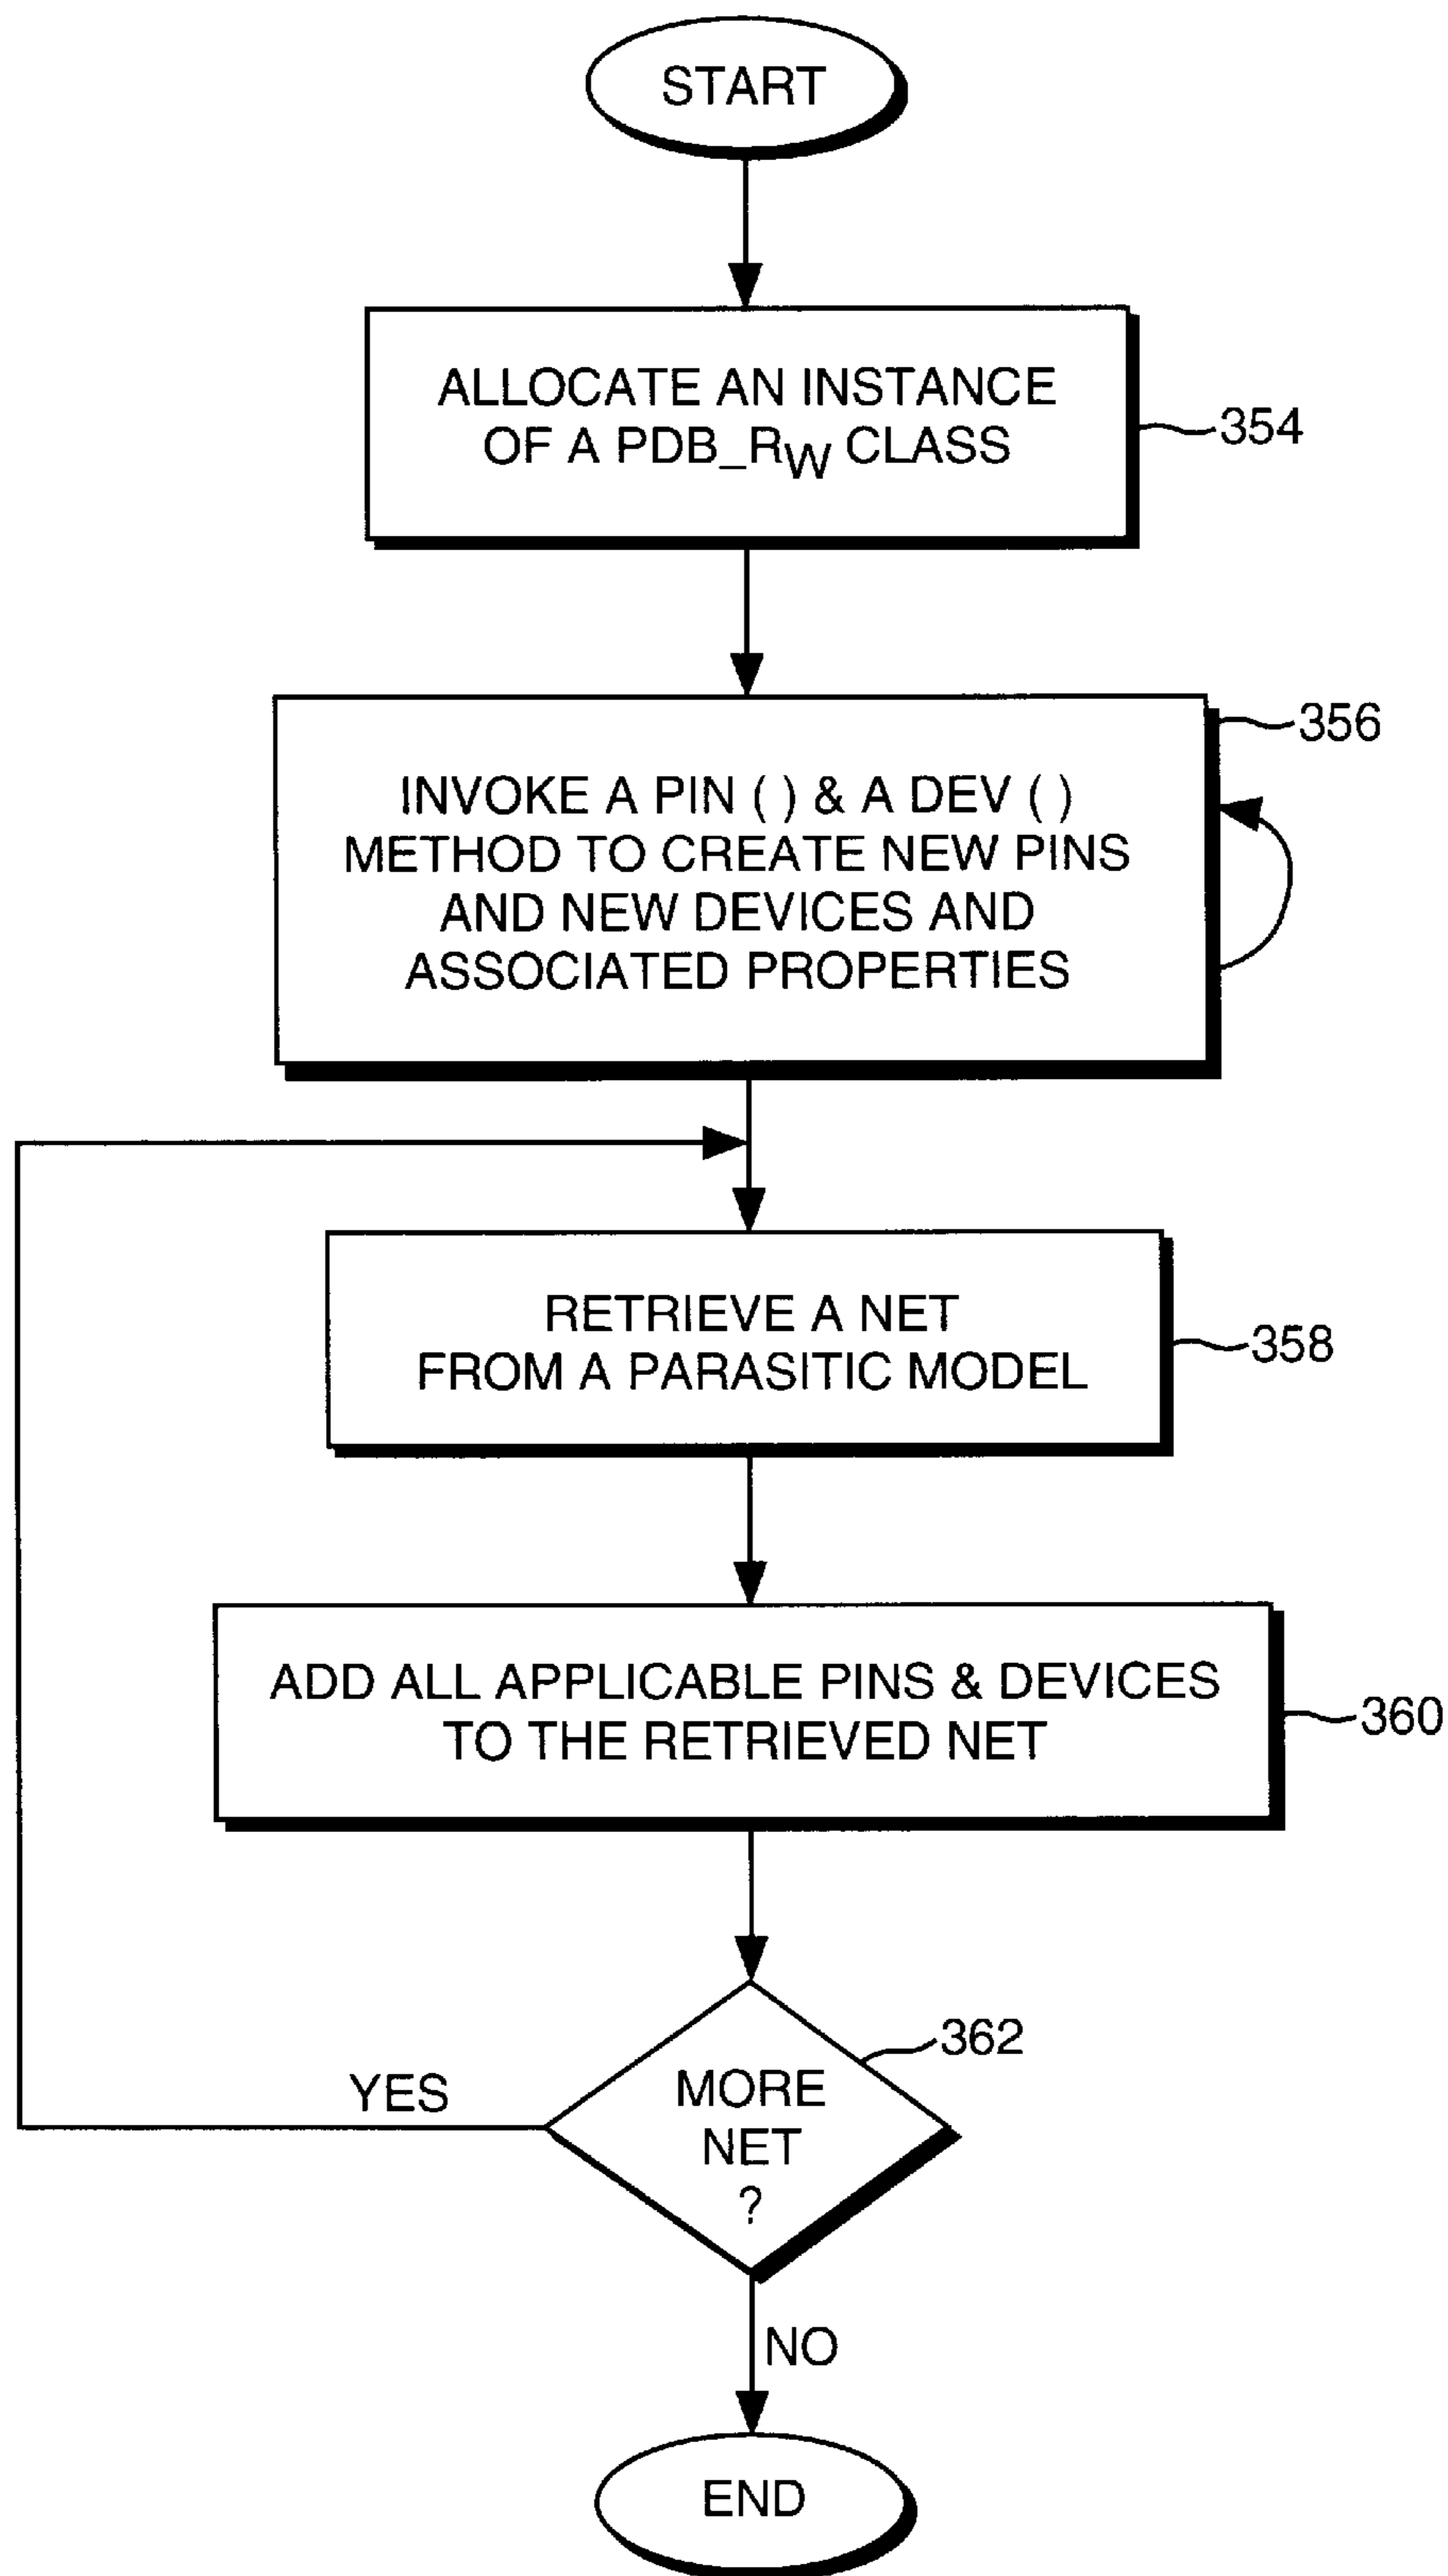 START
ALLOCATE AN INSTANCE
OF A PDB_RW CLASS
354
INVOKE A PIN ( ) & A DEV ( )
METHOD TO CREATE NEW PINS
AND NEW DEVICES AND
ASSOCIATED PROPERTIES
356
RETRIEVE A NET
FROM A PARASITIC MODEL
358
ADD ALL APPLICABLE PINS & DEVICES
TO THE RETRIEVED NET
360
MORE
NET
?
362
YES
NO
END